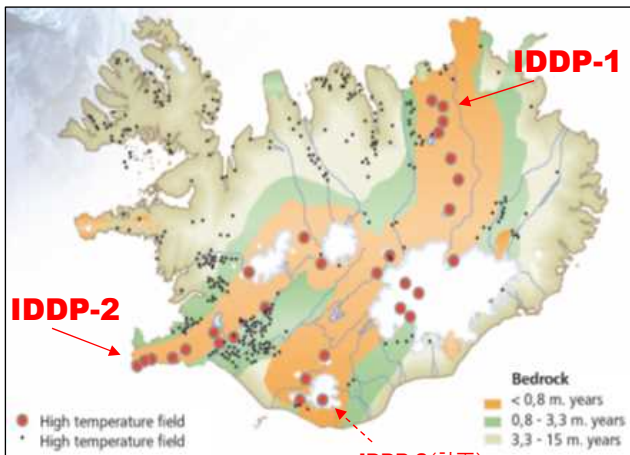 IDDP-1
IDDP-2
Bedrock
< 0,8 m. years
0,8 - 3,3 m. years
3,3 - 15 m. years
High temperature field
High temperature field